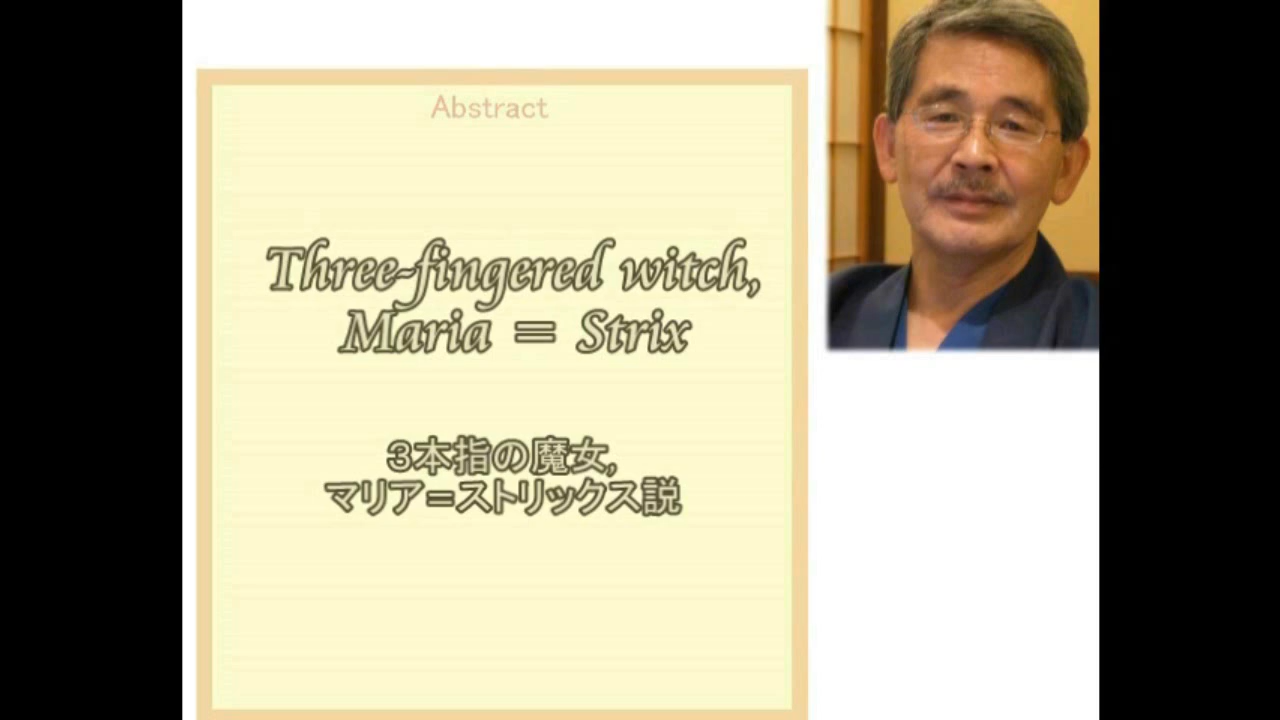 Abstract
Three-fingered witch,
Maria = Strix
3本指の魔女,
マリア=ストリックス説